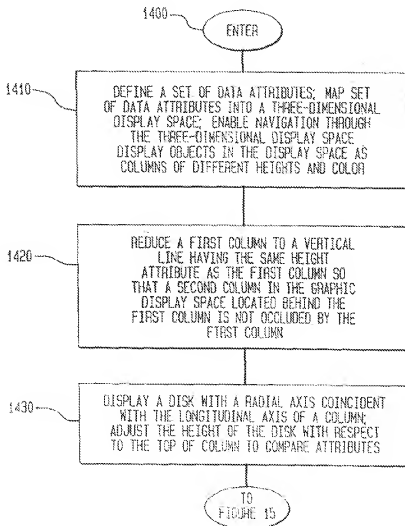 1400
ENTER
1410
DEFINE A SET OF DATA ATTRIBUTES; MAP SET
OF DATA ATTRIBUTES INTO A THREE-DIMENSIONAL
DISPLAY SPACE; ENABLE NAVIGATION THROUGH
THE THREE-DIMENSIONAL DISPLAY SPACE
DISPLAY OBJECTS IN THE DISPLAY SPACE AS
COLUMNS OF DIFFERENT HEIGHTS AND COLOR
1420
REDUCE A FIRST COLUMN TO A VERTICAL
LINE HAVING THE SAME HEIGHT
ATTRIBUTE AS THE FIRST COLUMN SO
THAT A SECOND COLUMN IN THE GRAPHIC
DISPLAY SPACE LOCATED BEHIND THE
FIRST COLUMN IS NOT OCCLUDED BY THE
FIRST COLUMN
1430
DISPLAY A DISK WITH A RADIAL AXIS COINCIDENT
WITH THE LONGITUDINAL AXIS OF A COLUMN;
ADJUST THE HEIGHT OF THE DISK WITH RESPECT
TO THE TOP OF COLUMN TO COMPARE ATTRIBUTES
TO
FIGURE 15